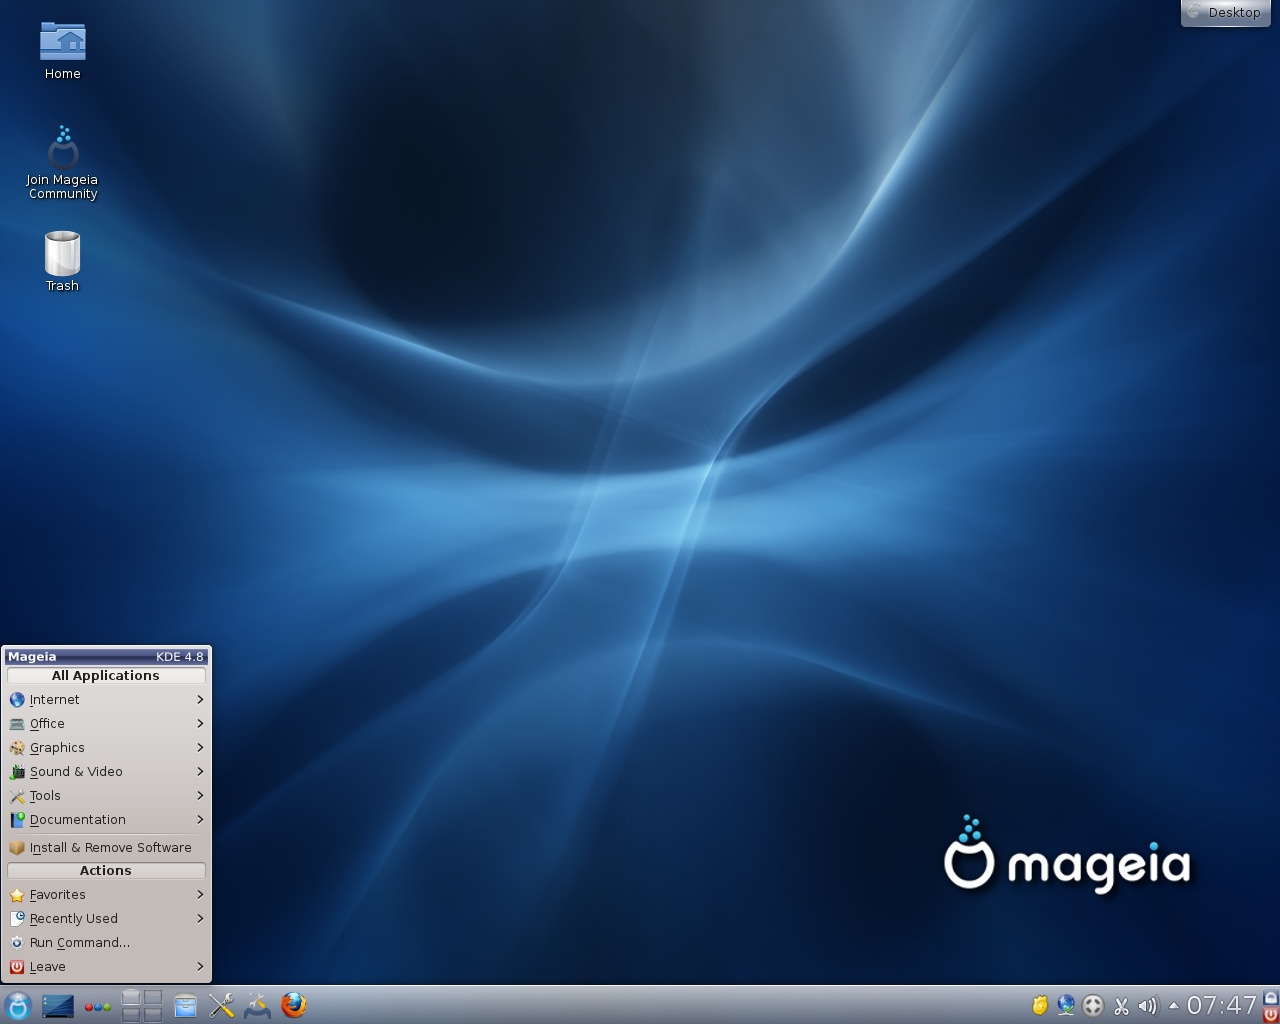 Desktop
Home
Join Mageia
Community
Trash
Mageia KDE 4.8
All Applications
Internet
Office
Graphics
Sound & Video
Tools
Documentation
Install & Remove Software
Actions
Favorites
Recently Used
Run Command...
Leave
mageia
07:47